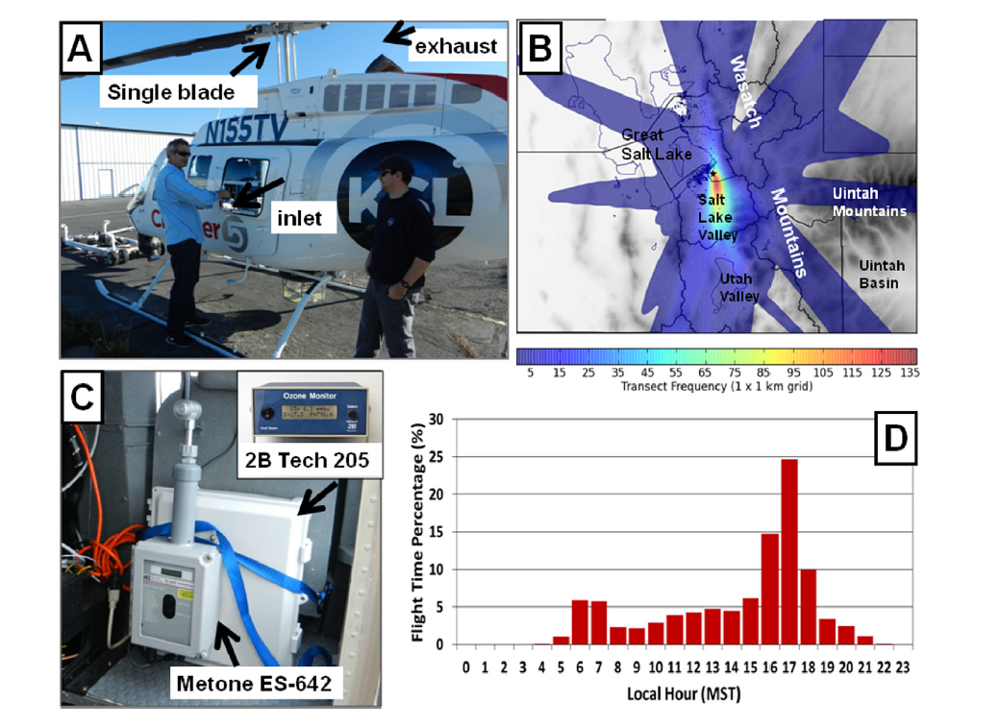 A
exhaust
Single blade
N155TV
KSL
inlet
B
Wasatch
Great
Salt Lake
Salt
Lake
Valley
Mountains
Uintah
Mountains
Uintah
Basin
Utah
Valley
5 15 25 35 45 55 65 75 85 95 105 115 125 135
Transect Frequency (1 x 1 km grid)
C
Ozone Monitor
2B
2B Tech 205
Metone ES-642
D
Flight Time Percentage (%)
30
25
20
15
10
5
0
0 1 2 3 4 5 6 7 8 9 10 11 12 13 14 15 16 17 18 19 20 21 22 23
Local Hour (MST)